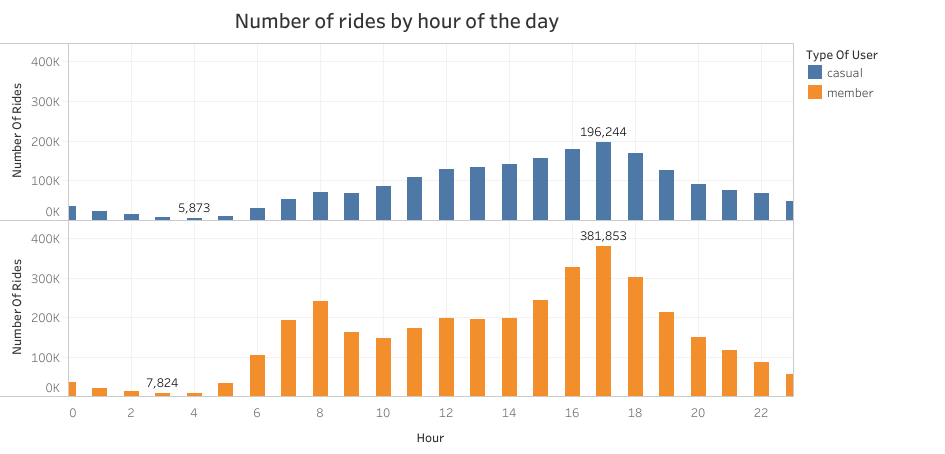 Number of rides by hour of the day
Type Of User
casual
member
Number Of Rides
400K
300K
200K
100K
0K
196,244
5,873
Number Of Rides
400K
300K
200K
100K
0K
381,853
7,824
0 2 4 6 8 10 12 14 16 18 20 22
Hour